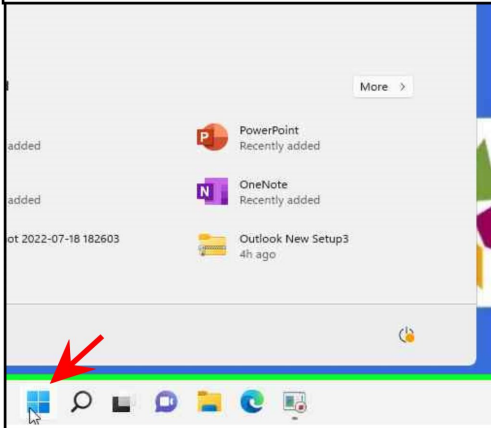 More >
added
PowerPoint
Recently added
added
OneNote
Recently added
ot 2022-07-18 182603
Outlook New Setup3
4h ago